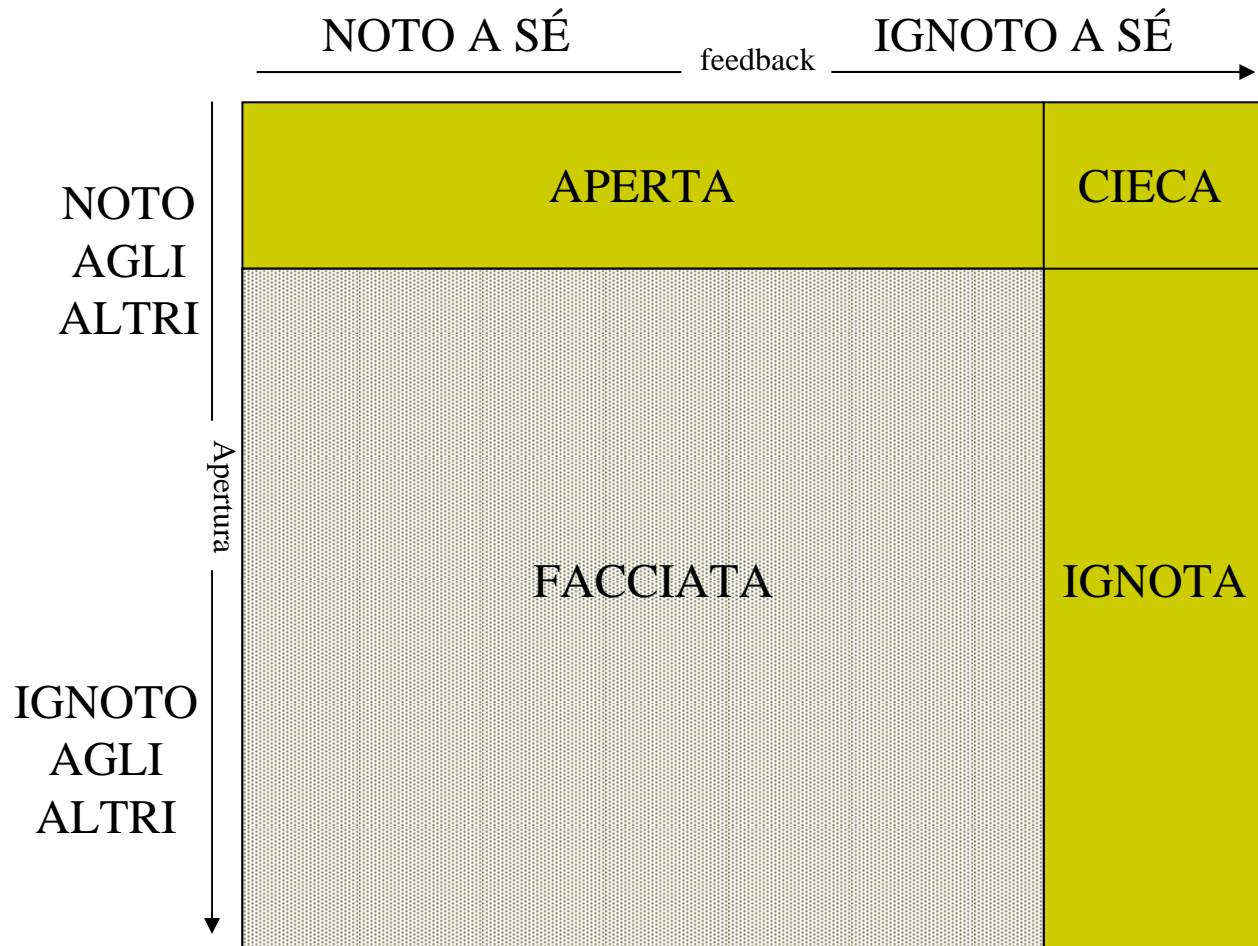 NOTO A SÉ
IGNOTO A SÉ
feedback
APERTA
CIECA
NOTO
AGLI
ALTRI
Apertura
FACCIATA
IGNOTA
IGNOTO
AGLI
ALTRI